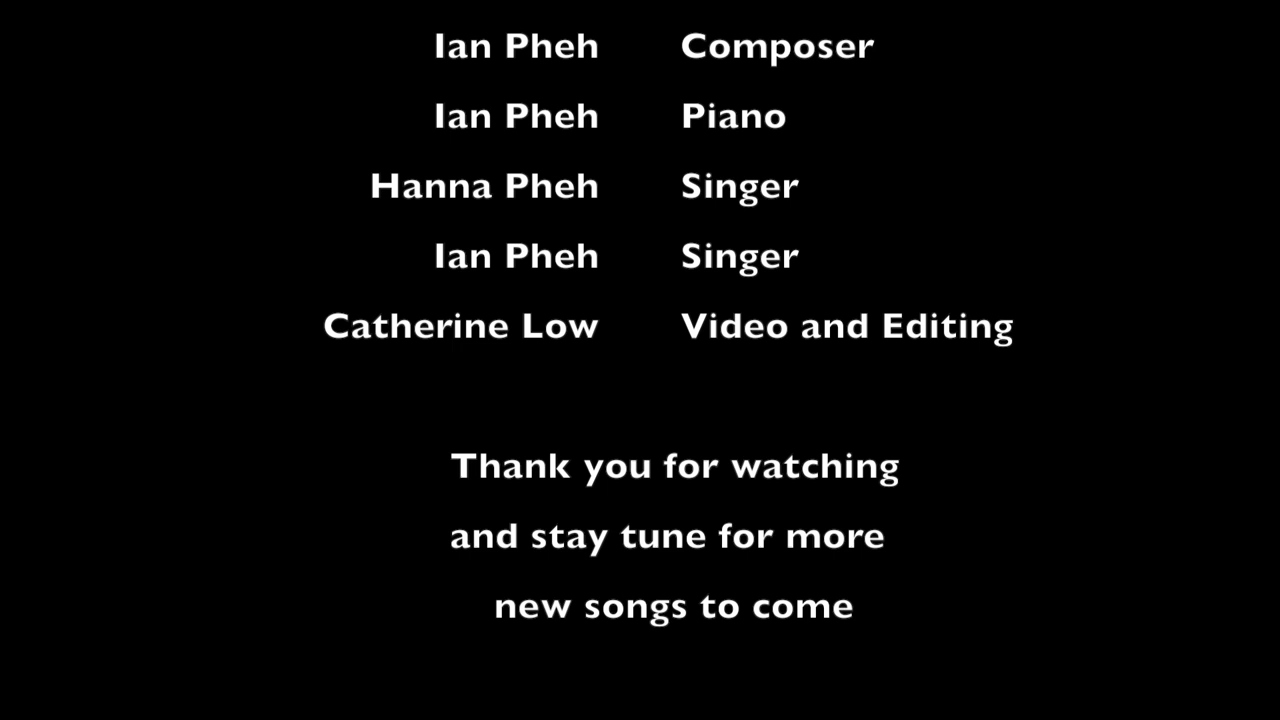 Ian Pheh Composer
Ian Pheh Piano
Hanna Pheh Singer
Ian Pheh Singer
Catherine Low Video and Editing
Thank you for watching
and stay tune for more
new songs to come